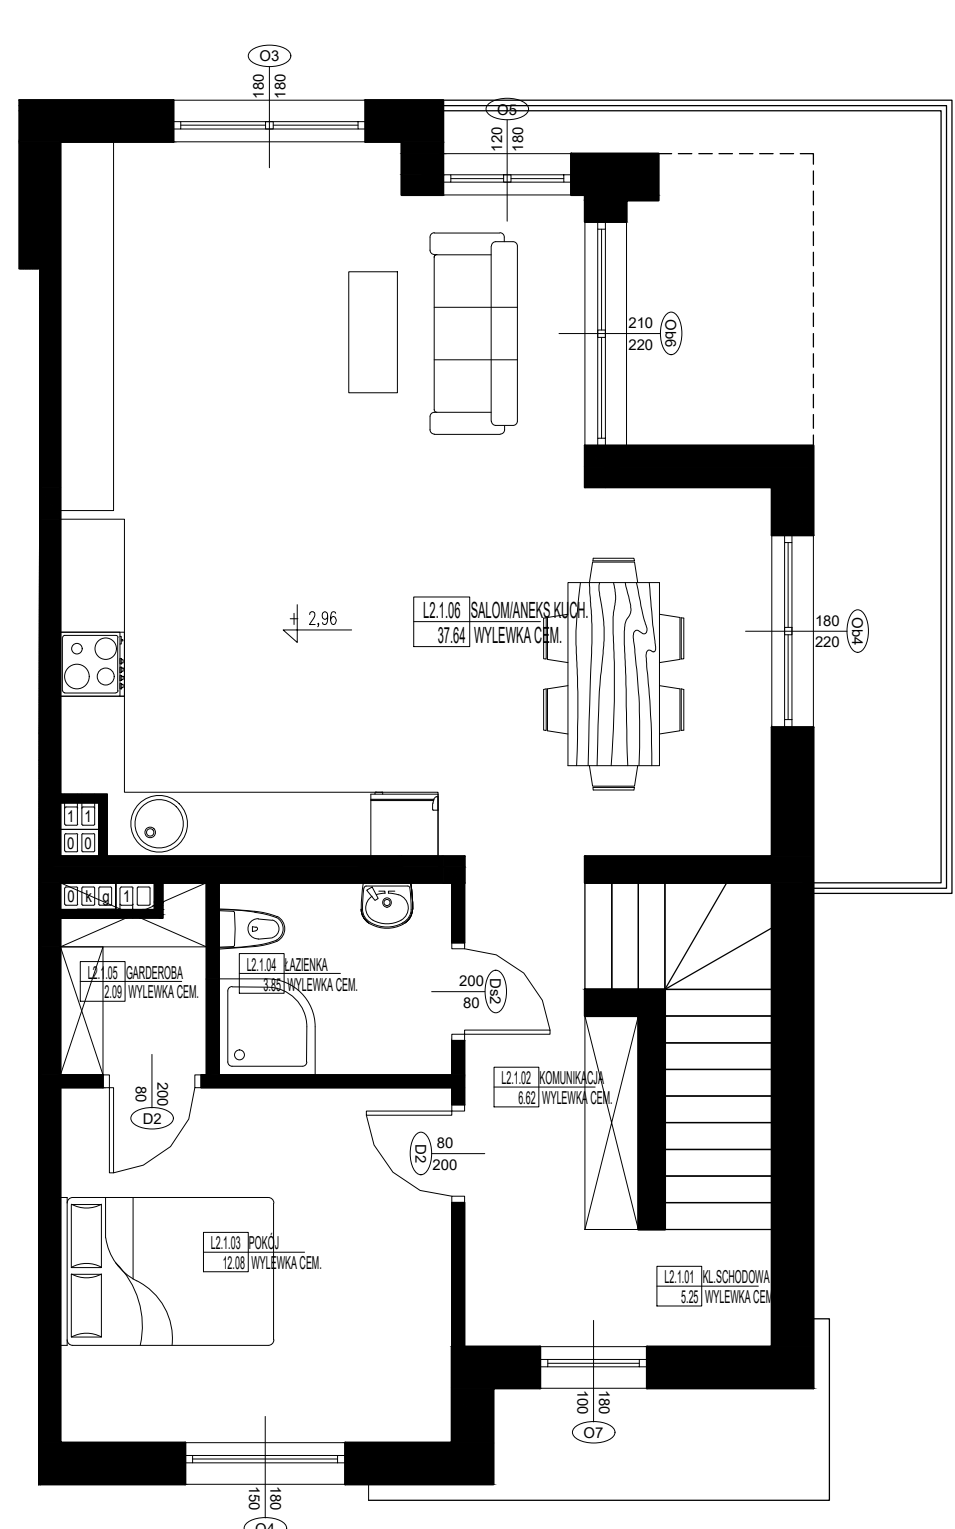 O3
180
180
O5
120
180
210
220
Ob6
+ 2,96
L2.1.06 SALOM/ANEKS KUCH.
37.64 WYLEWKA CEM.
180
220
Ob4
1 1
0 0
0 k g 1
L2.1.05 GARDEROBA
2.09 WYLEWKA CEM.
L2.1.04 ŁAZIENKA
3.85 WYLEWKA CEM.
200
80
Ds2
L2.1.02 KOMUNIKACJA
6.62 WYLEWKA CEM.
80
200
D2
D2
80
200
L2.1.03 POKÓJ
12.08 WYLEWKA CEM.
L2.1.01 KL.SCHODOWA
5.25 WYLEWKA CEM
100
180
O7
150
180
O4